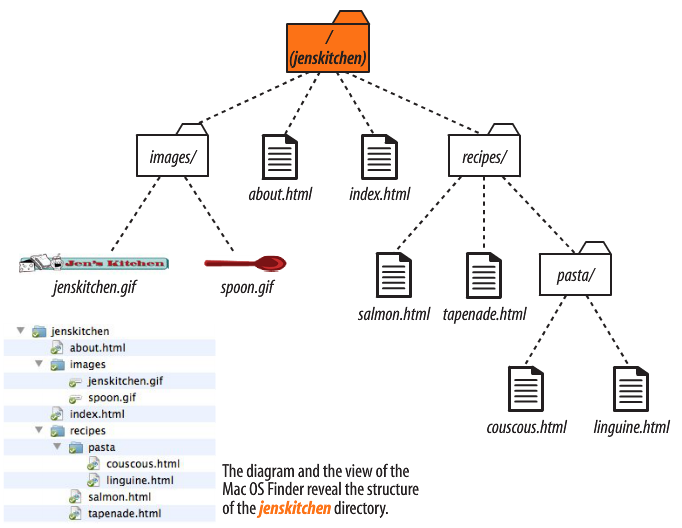 /
(jenskitchen)
images/
about.html
index.html
recipes/
Jen's Kitchen
jenskitchen.gif
spoon.gif
salmon.html
tapenade.html
pasta/
couscous.html
linguine.html
jenskitchen
about.html
images
jenskitchen.gif
spoon.gif
index.html
recipes
pasta
couscous.html
linguine.html
salmon.html
tapenade.html
The diagram and the view of the
Mac OS Finder reveal the structure
of the jenskitchen directory.